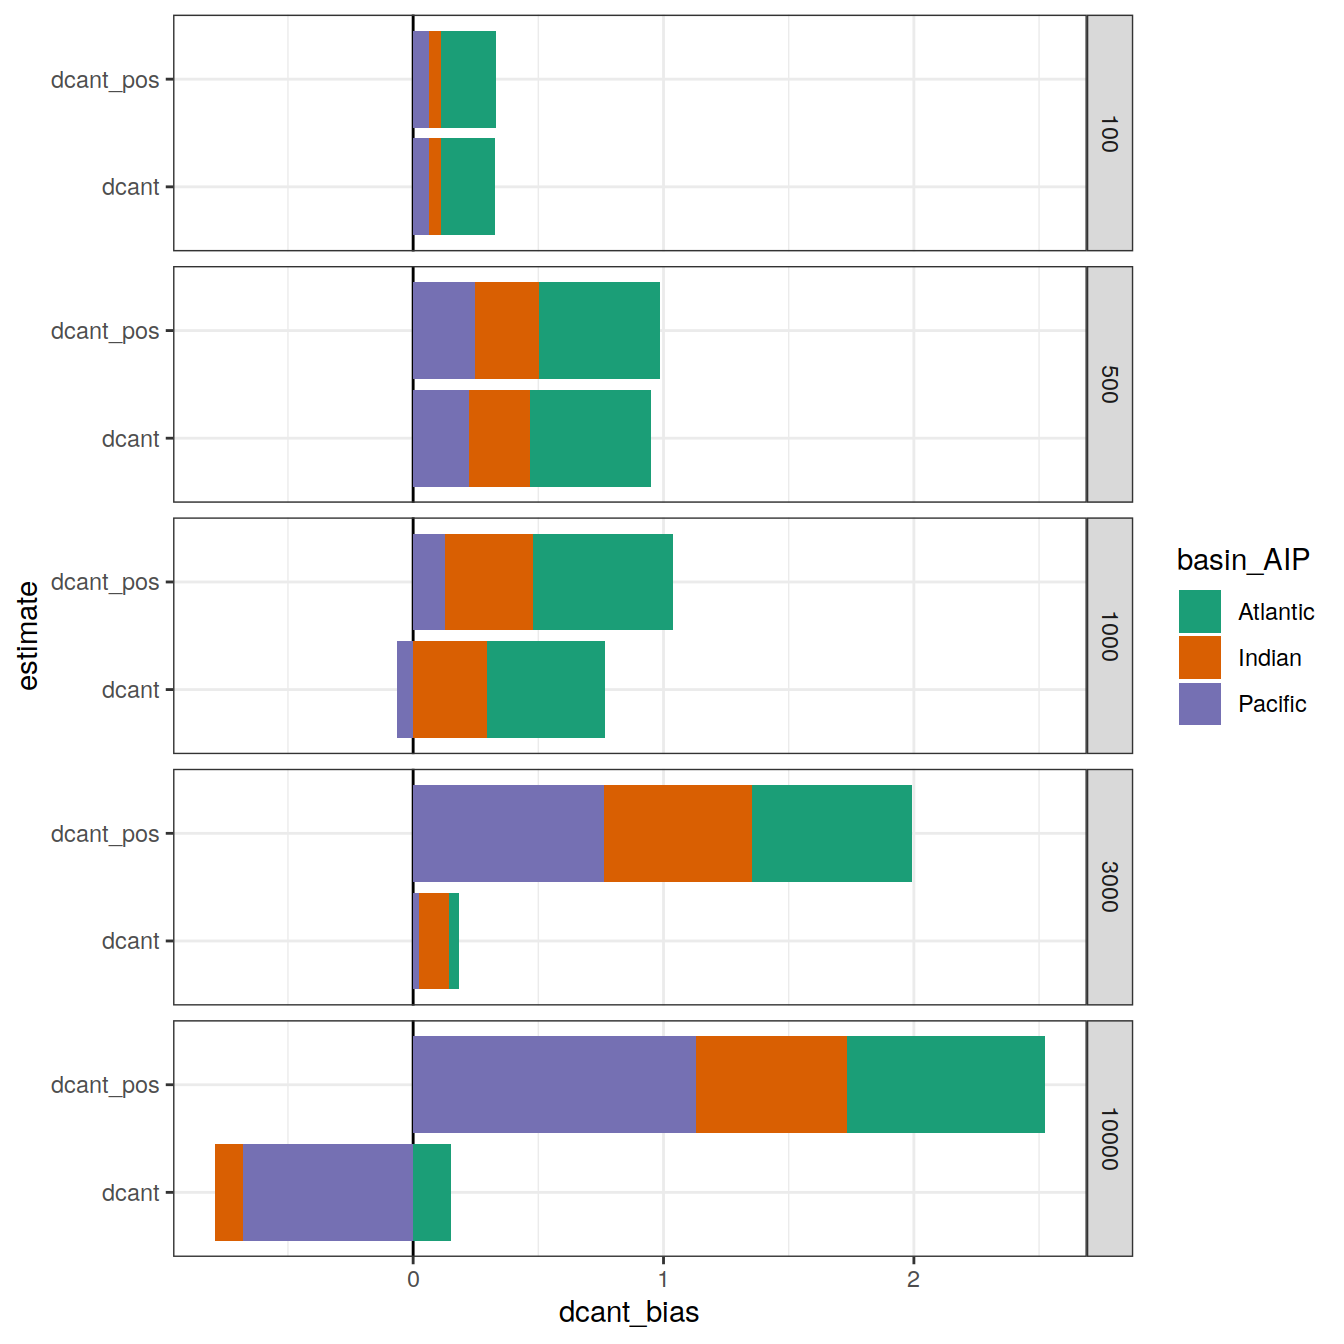 estimate
dcant_pos
dcant
100
dcant_pos
dcant
500
dcant_pos
dcant
1000
dcant_pos
dcant
3000
dcant_pos
dcant
10000
0 1 2
dcant_bias
basin_AIP
Atlantic
Indian
Pacific